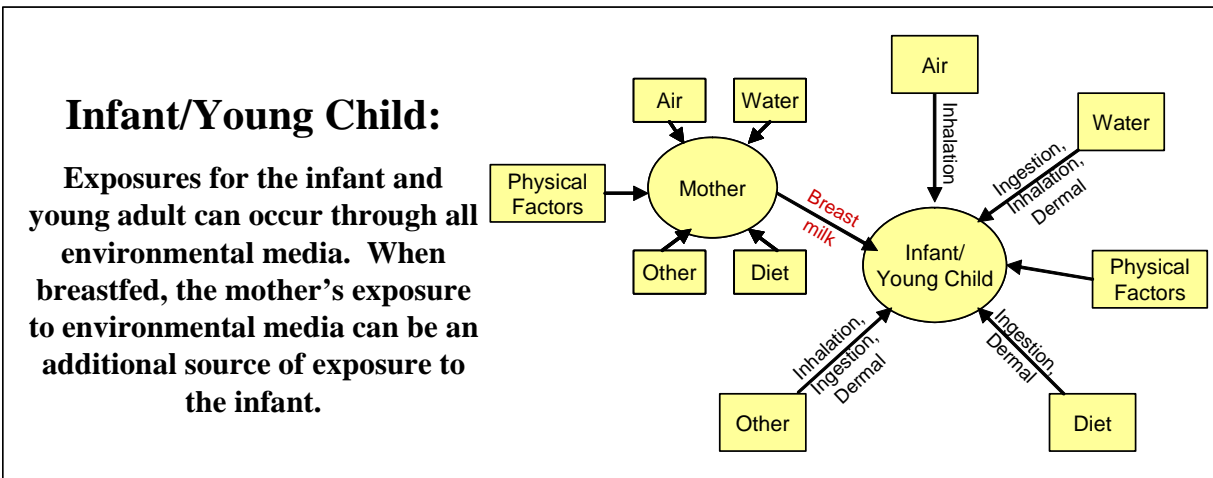 Infant/Young Child:
Exposures for the infant and
young adult can occur through all
environmental media. When
breastfed, the mother's exposure
to environmental media can be an
additional source of exposure to
the infant.
Air
Water
Physical
Factors
Mother
Other
Diet
Breast
milk
Air
Inhalation
Water
Ingestion,
Inhalation,
Dermal
Infant/
Young Child
Physical
Factors
Inhalation,
Ingestion,
Dermal
Other
Ingestion,
Dermal
Diet